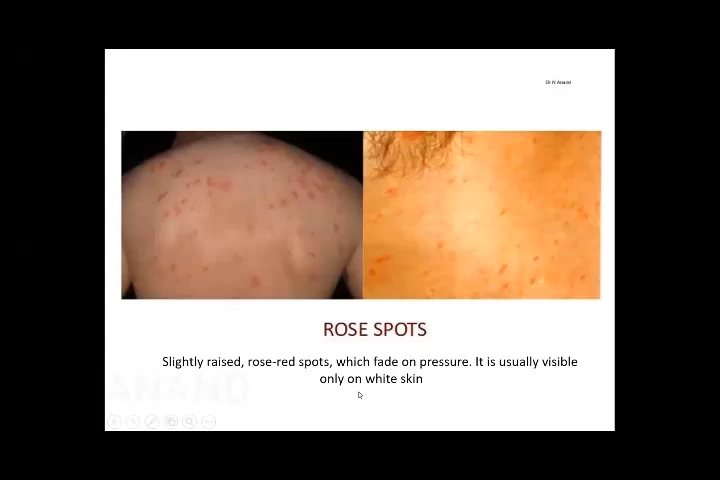 Dr N Anand
ROSE SPOTS
Slightly raised, rose-red spots, which fade on pressure. It is usually visible
only on white skin
ANAND